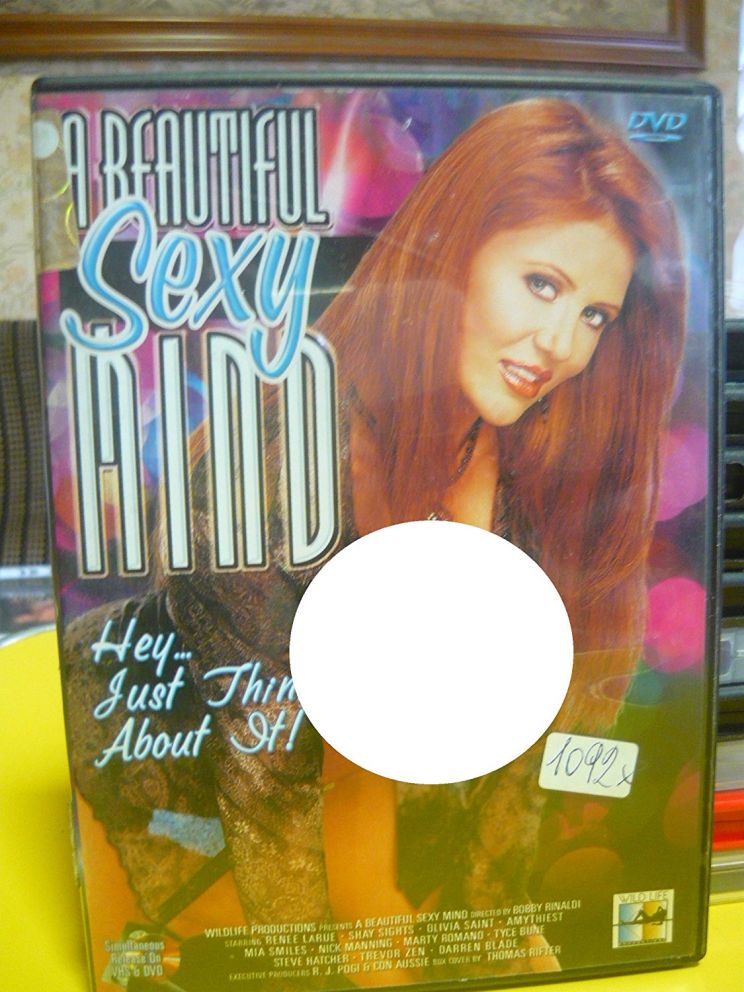 DVD
A BEAUTIFUL
Sexy
MIND
Hey...
Just Thin
About It!
1092x
WILD LIFE
Simultaneous
Release On
VHS & DVD
WILDLIFE PRODUCTIONS PRESENTS A BEAUTIFUL SEXY MIND DIRECTED BY BOBBY RINALDI
STARRING RENEE LARUE · SHAY SIGHTS · OLIVIA SAINT · AMYTHIEST
MIA SMILES · NICK MANNING · MARTY ROMANO · TYCE BUNE
STEVE HATCHER · TREVOR ZEN · DARREN BLADE
EXECUTIVE PRODUCERS R. J. POGI & CON AUSSIE BOX COVER BY THOMAS RIFTER